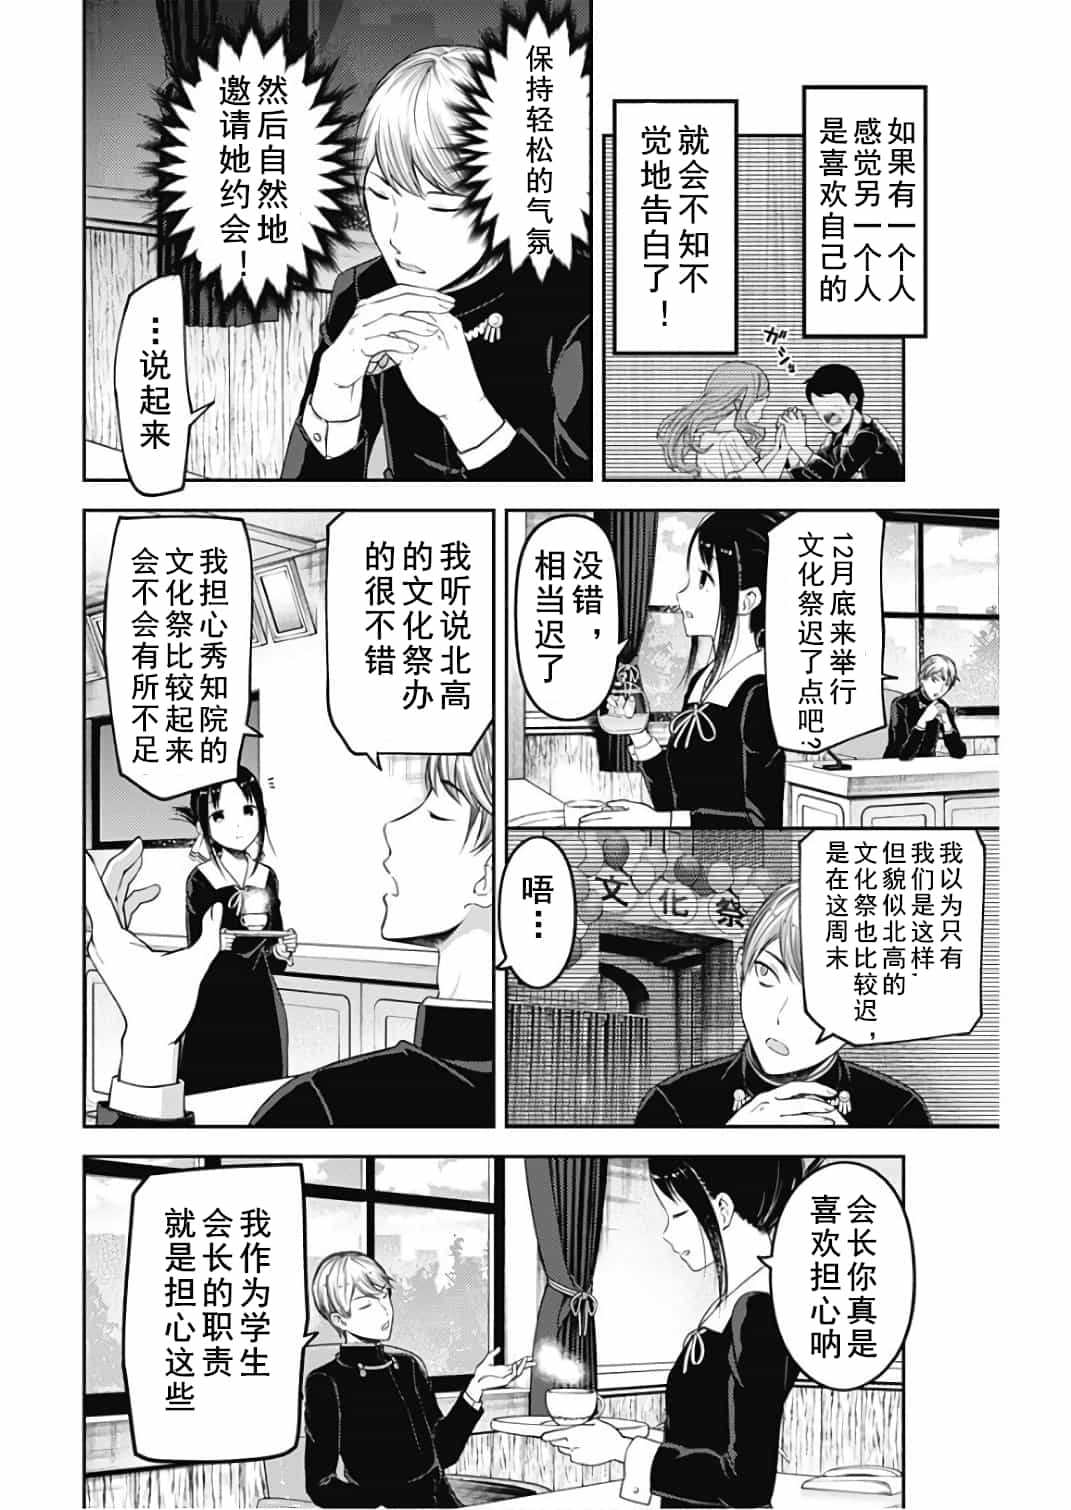 如果有一个人
感觉另一个人
是喜欢自己的
就会不知不
觉地告白了！
ガシッ
保持轻松的气氛
然后自然地
邀请她约会！
…说起来
12月底来举行
文化祭迟了点吧？
没错，
相当迟了
我以为只有
我们是这样，
但貌似北高的
文化祭也比较迟，
是在这周末
文化祭
唔…
我听说北高
的文化祭办
的很不错
我担心秀知院的
文化祭比较起来
会不会有所不足
会长你真是
喜欢担心呐
我作为学生
会长的职责
就是担心这些